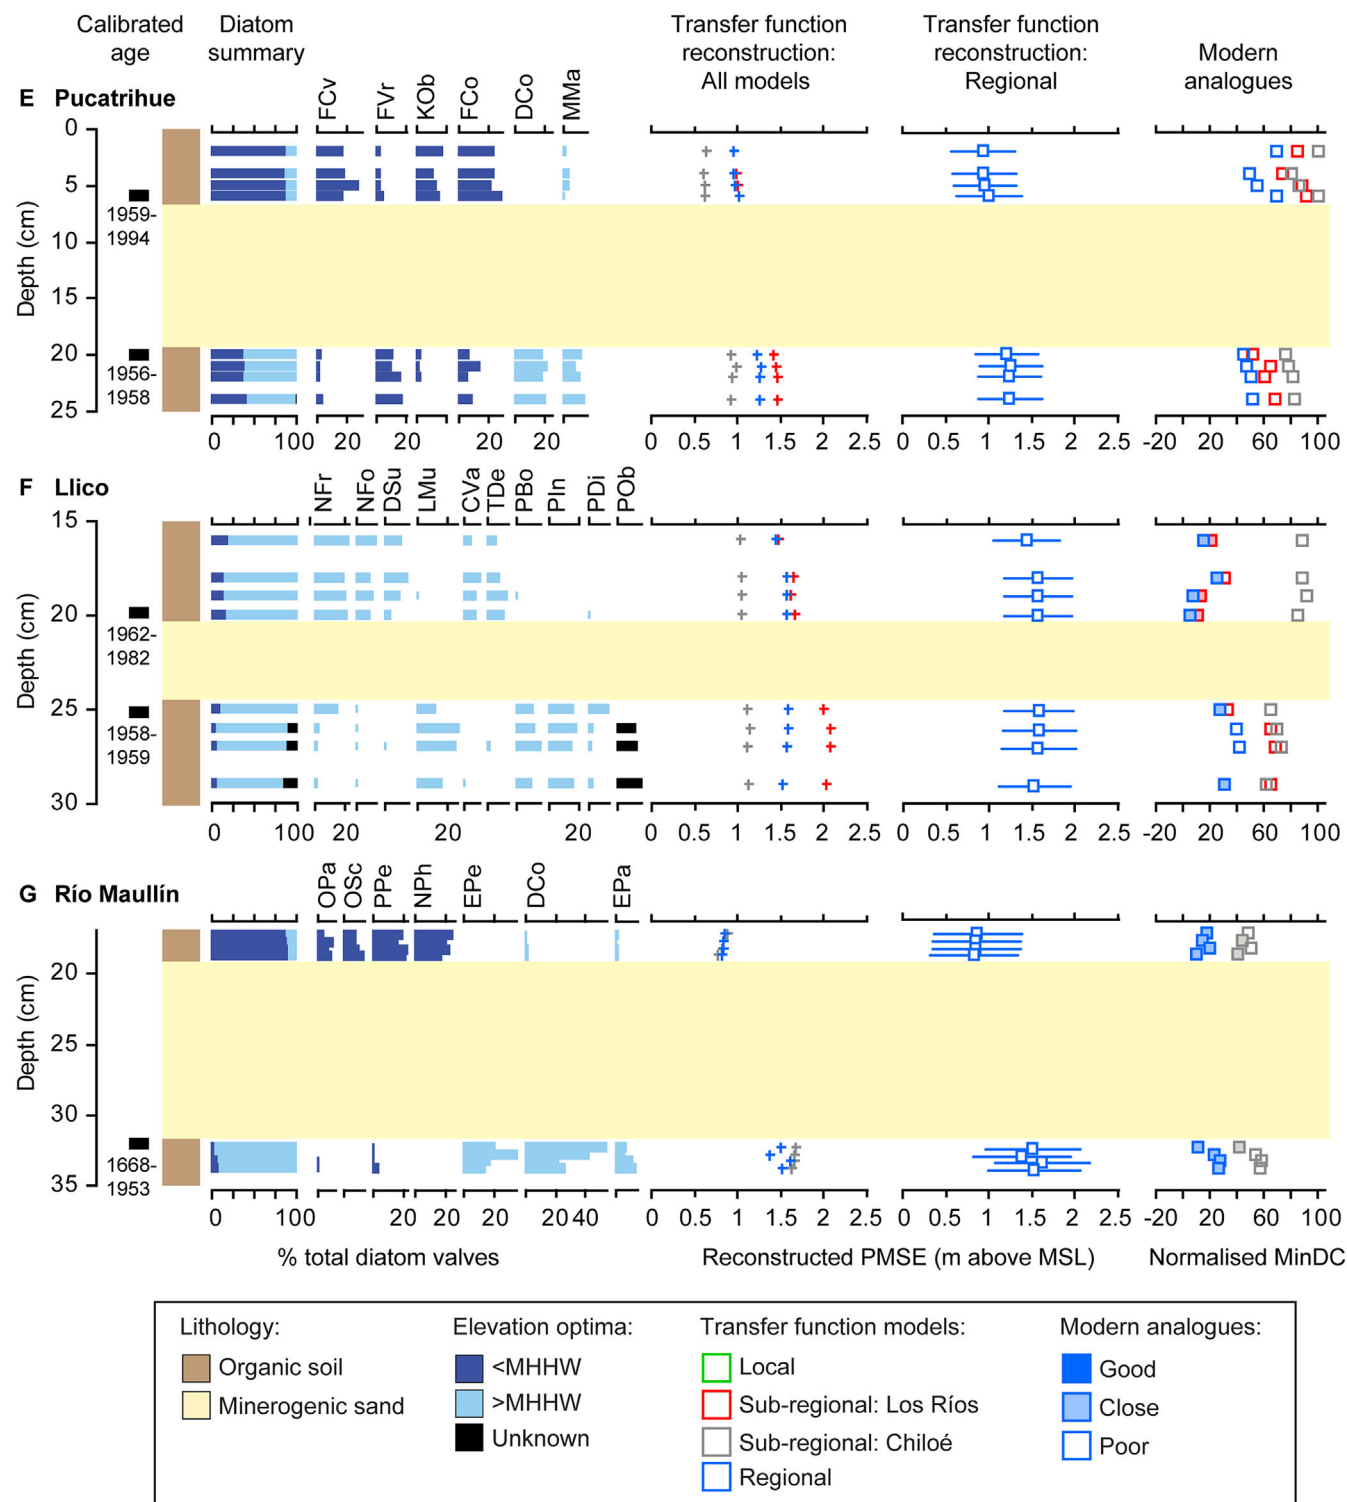 Calibrated age
Diatom summary
Transfer function reconstruction: All models
Transfer function reconstruction: Regional
Modern analogues
E Pucatrihue
FCv FVr KOb FCo DCo MMa
Depth (cm)
0
5
10
15
20
25
1959-
1994
1956-
1958
0 100 20 20 20 20 0 0.5 1 1.5 2 2.5 0 0.5 1 1.5 2 2.5 -20 20 60 100
F Llico
NFr NFo DSu LMu CVa TDe PBo PIn PDi POb
Depth (cm)
15
20
25
30
1962-
1982
1958-
1959
0 100 20 20 20 0 0.5 1 1.5 2 2.5 0 0.5 1 1.5 2 2.5 -20 20 60 100
G Río Maullín
OPa OSc PPe NPh EPe DCo EPa
Depth (cm)
20
25
30
35
1668-
1953
0 100 20 20 20 20 40 0 0.5 1 1.5 2 2.5 0 0.5 1 1.5 2 2.5 -20 20 60 100
% total diatom valves
Reconstructed PMSE (m above MSL)
Normalised MinDC
Lithology:
Organic soil
Minerogenic sand
Elevation optima:
<MHHW
>MHHW
Unknown
Transfer function models:
Local
Sub-regional: Los Ríos
Sub-regional: Chiloé
Regional
Modern analogues:
Good
Close
Poor